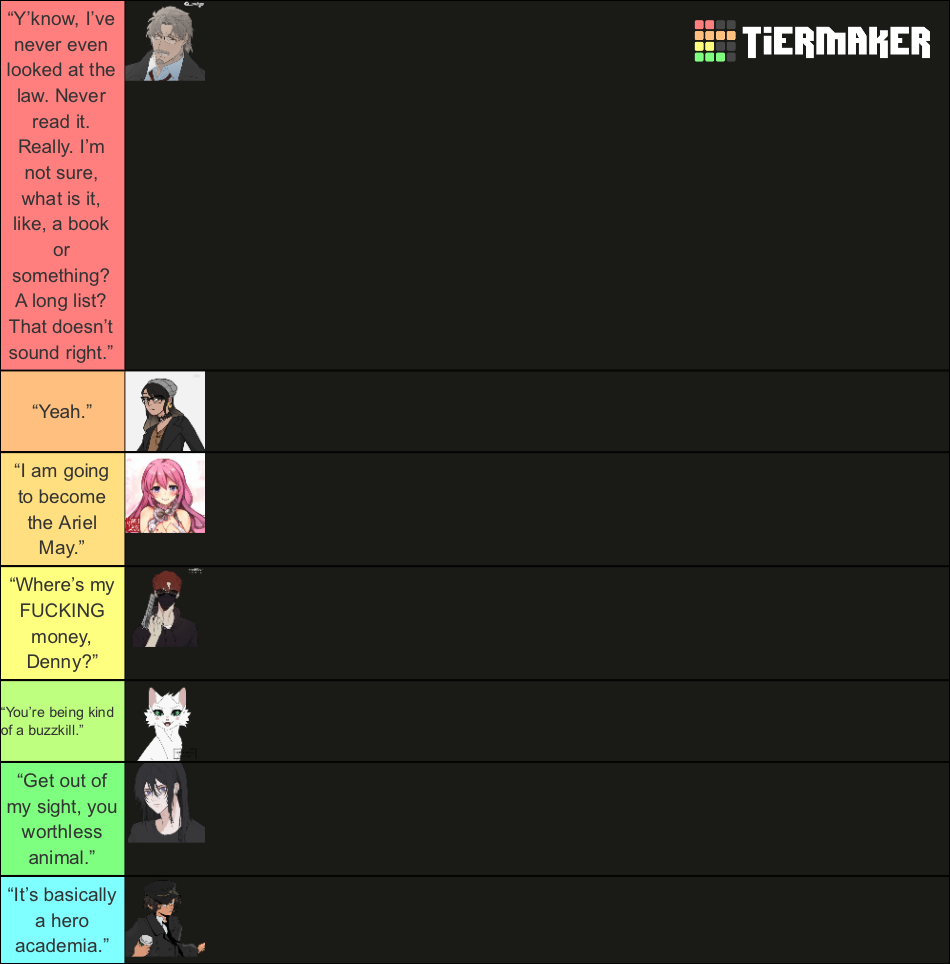 “Y’know, I’ve
never even
looked at the
law. Never
read it.
Really. I’m
not sure,
what is it,
like, a book
or
something?
A long list?
That doesn’t
sound right.”
TiERMAKER
“Yeah.”
“I am going
to become
the Ariel
May.”
“Where’s my
FUCKING
money,
Denny?”
“You’re being kind
of a buzzkill.”
“Get out of
my sight, you
worthless
animal.”
“It’s basically
a hero
academia.”